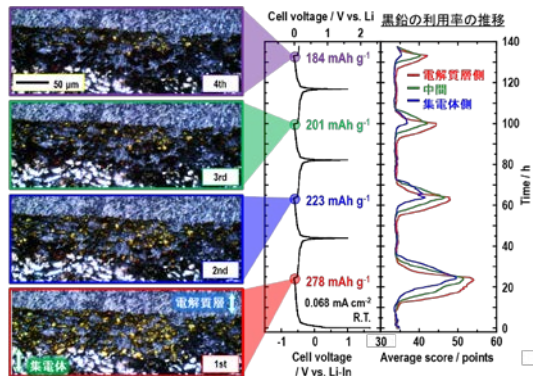 Cell voltage / V vs. Li
0 1 2
黒鉛の利用率の推移
50 μm
4th
184 mAh g⁻¹
3rd
201 mAh g⁻¹
2nd
223 mAh g⁻¹
電解質層
集電体
1st
278 mAh g⁻¹
0.068 mA cm⁻²
R.T.
-1 0 1
Cell voltage
/ V vs. Li-In
電解質層側
中間
集電体側
140
120
100
80
60
40
20
0
Time / h
30 40 50 60
Average score / points